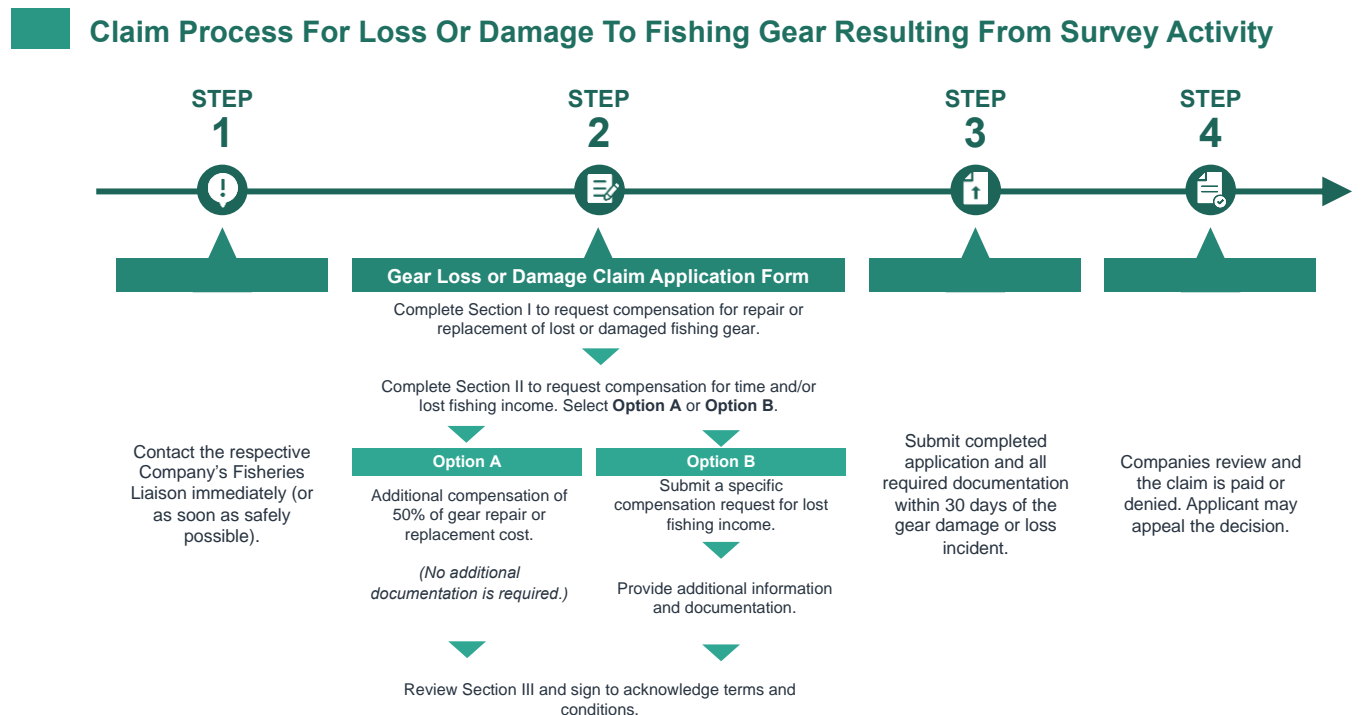 Claim Process For Loss Or Damage To Fishing Gear Resulting From Survey Activity
STEP
1
STEP
2
STEP
3
STEP
4
Contact the respective
Company's Fisheries
Liaison immediately (or
as soon as safely
possible).
Gear Loss or Damage Claim Application Form
Complete Section I to request compensation for repair or
replacement of lost or damaged fishing gear.
Complete Section II to request compensation for time and/or
lost fishing income. Select Option A or Option B.
Option A
Additional compensation of
50% of gear repair or
replacement cost.
(No additional
documentation is required.)
Option B
Submit a specific
compensation request for lost
fishing income.
Provide additional information
and documentation.
Review Section III and sign to acknowledge terms and
conditions.
Submit completed
application and all
required documentation
within 30 days of the
gear damage or loss
incident.
Companies review and
the claim is paid or
denied. Applicant may
appeal the decision.